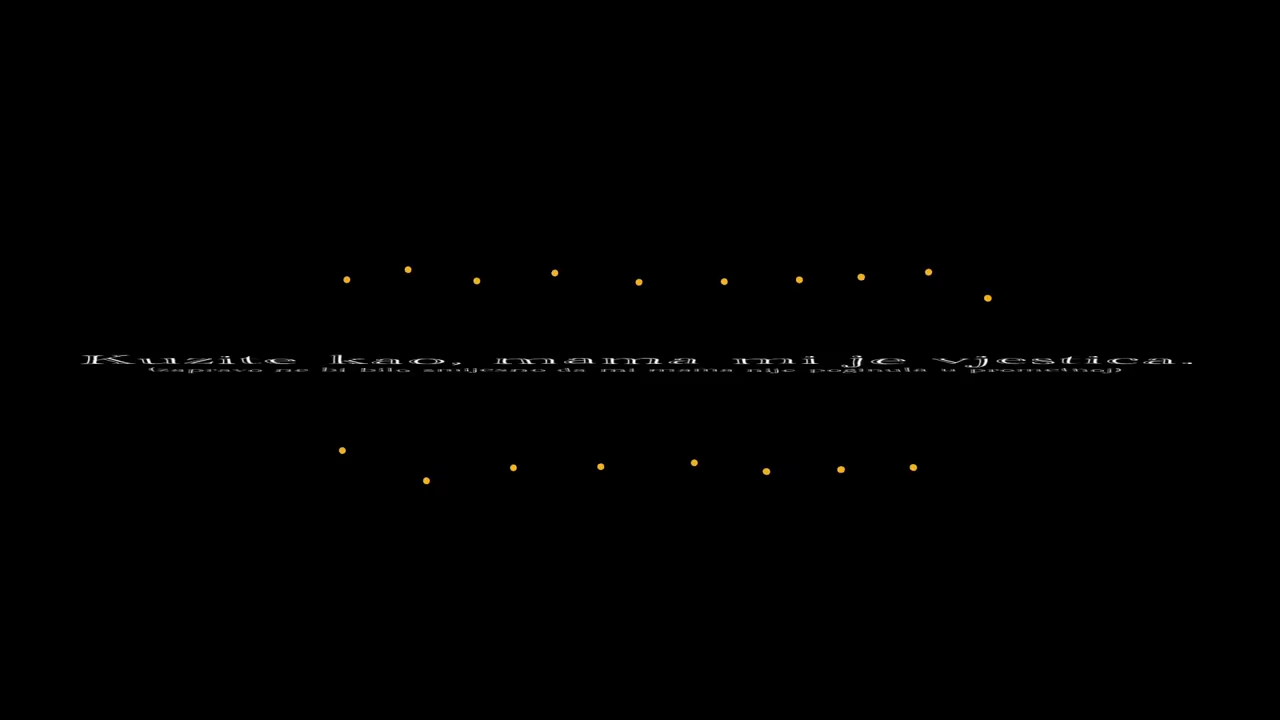 Kuzite kao, mama mi je vjestica.
(zapravo ne bi bilo smijesno da mi mama nije poginula u prometnoj)